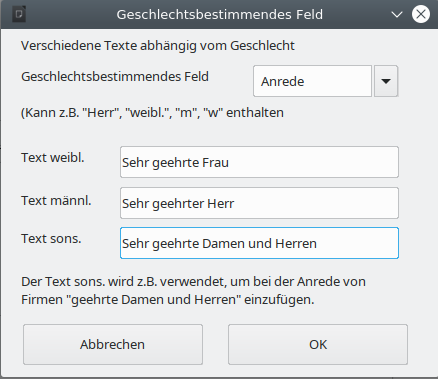 Geschlechtsbestimmendes Feld
Verschiedene Texte abhängig vom Geschlecht
Geschlechtsbestimmendes Feld Anrede
(Kann z.B. "Herr", "weibl.", "m", "w" enthalten
Text weibl. Sehr geehrte Frau
Text männl. Sehr geehrter Herr
Text sons. Sehr geehrte Damen und Herren
Der Text sons. wird z.B. verwendet, um bei der Anrede von
Firmen "geehrte Damen und Herren" einzufügen.
Abbrechen OK